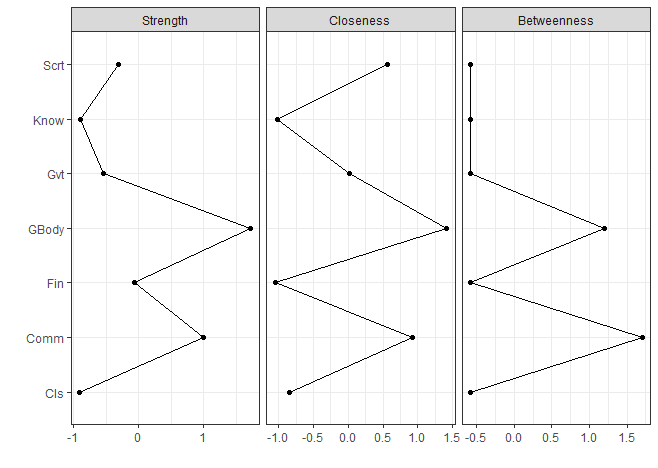 Strength Closeness Betweenness
Scrt
Know
Gvt
GBody
Fin
Comm
Cls
-1 0 1 -1.0 -0.5 0.0 0.5 1.0 1.5 -0.5 0.0 0.5 1.0 1.5